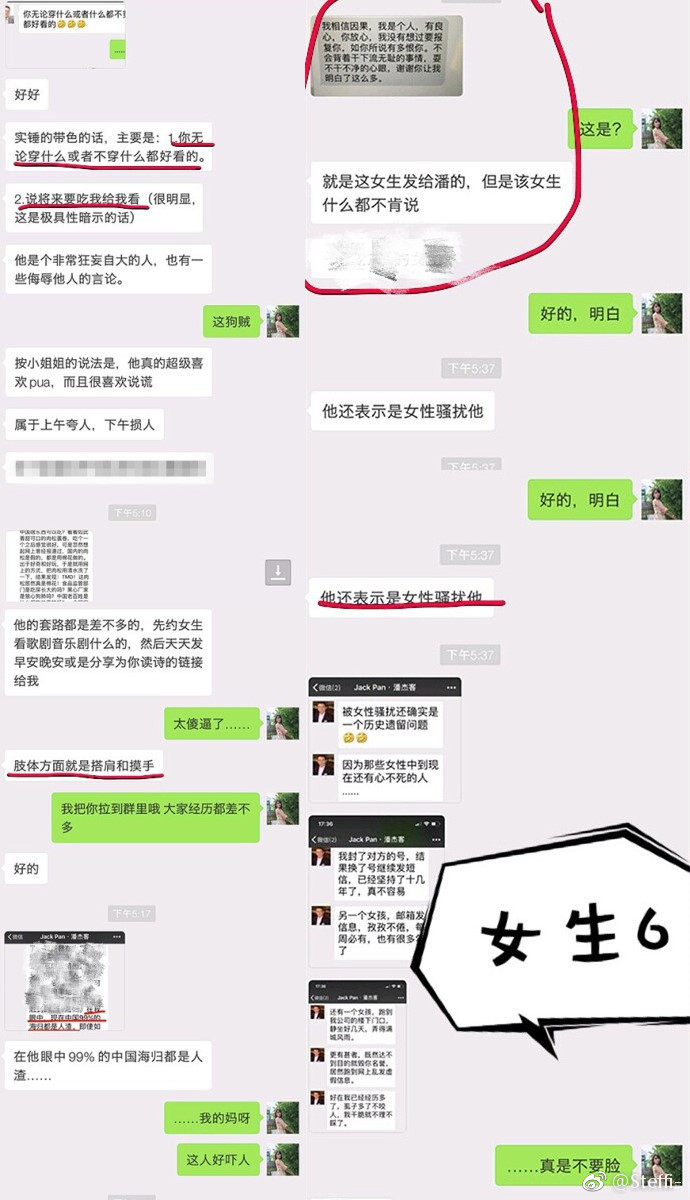 你无论穿什么或者不穿什么
都好看的🤣🤣🤣
好好
实锤的带色的话，主要是：1.你无
论穿什么或者不穿什么都好看的。
2.说将来要吃我给我看（很明显，
这是极具性暗示的话）
他是个非常狂妄自大的人，也有一
些侮辱他人的言论。
这狗贼
按小姐姐的说法是，他真的超级喜
欢pua，而且很喜欢说谎
属于上午夸人，下午损人
下午5:10
他的套路都是差不多的，先约女生
看歌剧音乐剧什么的，然后天天发
早安晚安或是分享为你读诗的链接
给我
太傻逼了……
肢体方面就是搭肩和摸手
我把你拉到群里哦 大家经历都差不
多
好的
下午5:17
微信
Jack Pan · 潘杰客
眼中，现在中国99%的
海归都是人渣，即使如
在他眼中99% 的中国海归都是人
渣……
……我的妈呀
这人好吓人
我相信因果，我是个人，有良
心，你放心，我没有想过要报
复你，如你所说有多恨你。不
会背着干下流无耻的事情，耍
不干不净的心眼，谢谢你让我
明白了这么多。
这是?
就是这女生发给潘的，但是该女生
什么都不肯说
好的，明白
下午5:37
他还表示是女性骚扰他
下午5:37
好的，明白
下午5:37
他还表示是女性骚扰他
下午5:37
微信(2)
Jack Pan · 潘杰客
被女性骚扰还确实是
一个历史遗留问题
🤣🤣
因为那些女性中到现
在还有心不死的人
……
17:36
微信(2)
Jack Pan · 潘杰客
我封了对方的号，结
果换了号继续发短
信，已经坚持了十几
年了，真不容易
另一个女孩，邮箱发
信息，孜孜不倦，每
周必有，也有很多年
了
微信(2)
Jack Pan · 潘杰客
还有一个女孩，跑到
我公司的楼下门口，
静坐好几天，弄得满
城风雨。
更有甚者，既然达不
到目的就毁你名誉，
居然跑到网上乱发虚
假信息。
好在我已经经历多
了，虱子多了不咬
人，我干脆就不理不
踩了。
女生6
……真是不要脸
@Steffi-